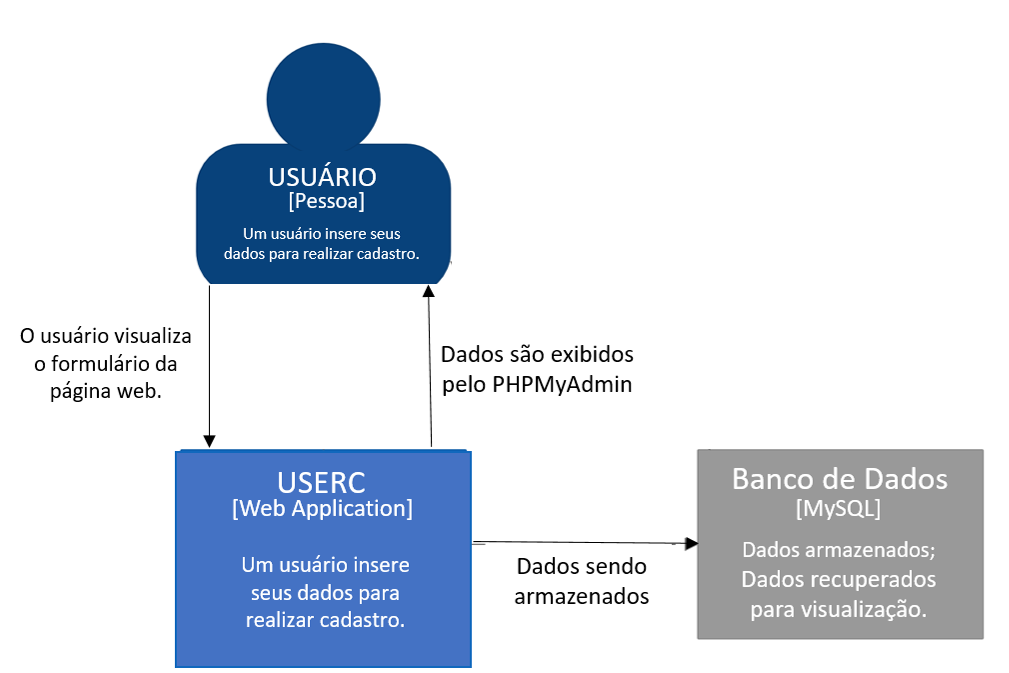 USUÁRIO
[Pessoa]
Um usuário insere seus
dados para realizar cadastro.
O usuário visualiza
o formulário da
página web.
Dados são exibidos
pelo PHPMyAdmin
USERC
[Web Application]
Um usuário insere
seus dados para
realizar cadastro.
Dados sendo
armazenados
Banco de Dados
[MySQL]
Dados armazenados;
Dados recuperados
para visualização.